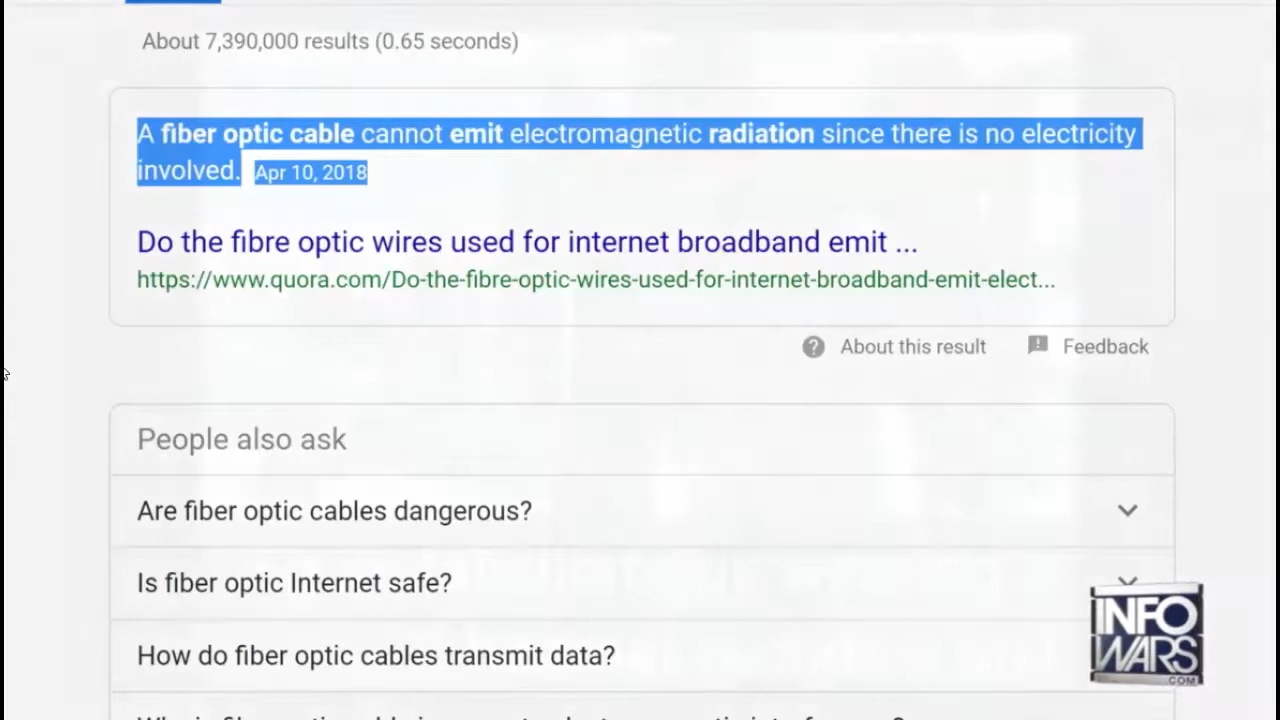 About 7,390,000 results (0.65 seconds)
A fiber optic cable cannot emit electromagnetic radiation since there is no electricity
involved. Apr 10, 2018
Do the fibre optic wires used for internet broadband emit ...
https://www.quora.com/Do-the-fibre-optic-wires-used-for-internet-broadband-emit-elect...
About this result Feedback
People also ask
Are fiber optic cables dangerous?
Is fiber optic Internet safe?
How do fiber optic cables transmit data?
INFO
WARS
.COM